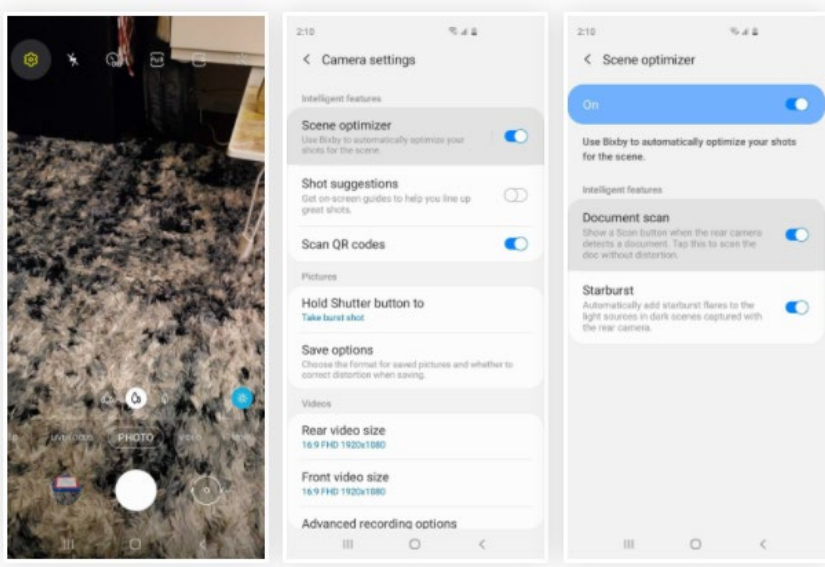 LIVE FOCUS
PHOTO
VIDEO
2:10
Camera settings
Intelligent features
Scene optimizer
Use Bixby to automatically optimize your
shots for the scene.
Shot suggestions
Get on-screen guides to help you line up
great shots.
Scan QR codes
Pictures
Hold Shutter button to
Take burst shot
Save options
Choose the format for saved pictures and whether to
correct distortion when saving.
Videos
Rear video size
16:9 FHD 1920x1080
Front video size
16:9 FHD 1920x1080
Advanced recording options
2:10
Scene optimizer
On
Use Bixby to automatically optimize your shots
for the scene.
Intelligent features
Document scan
Show a Scan button when the rear camera
detects a document. Tap this to scan the
doc without distortion.
Starburst
Automatically add starburst flares to the
light sources in dark scenes captured with
the rear camera.